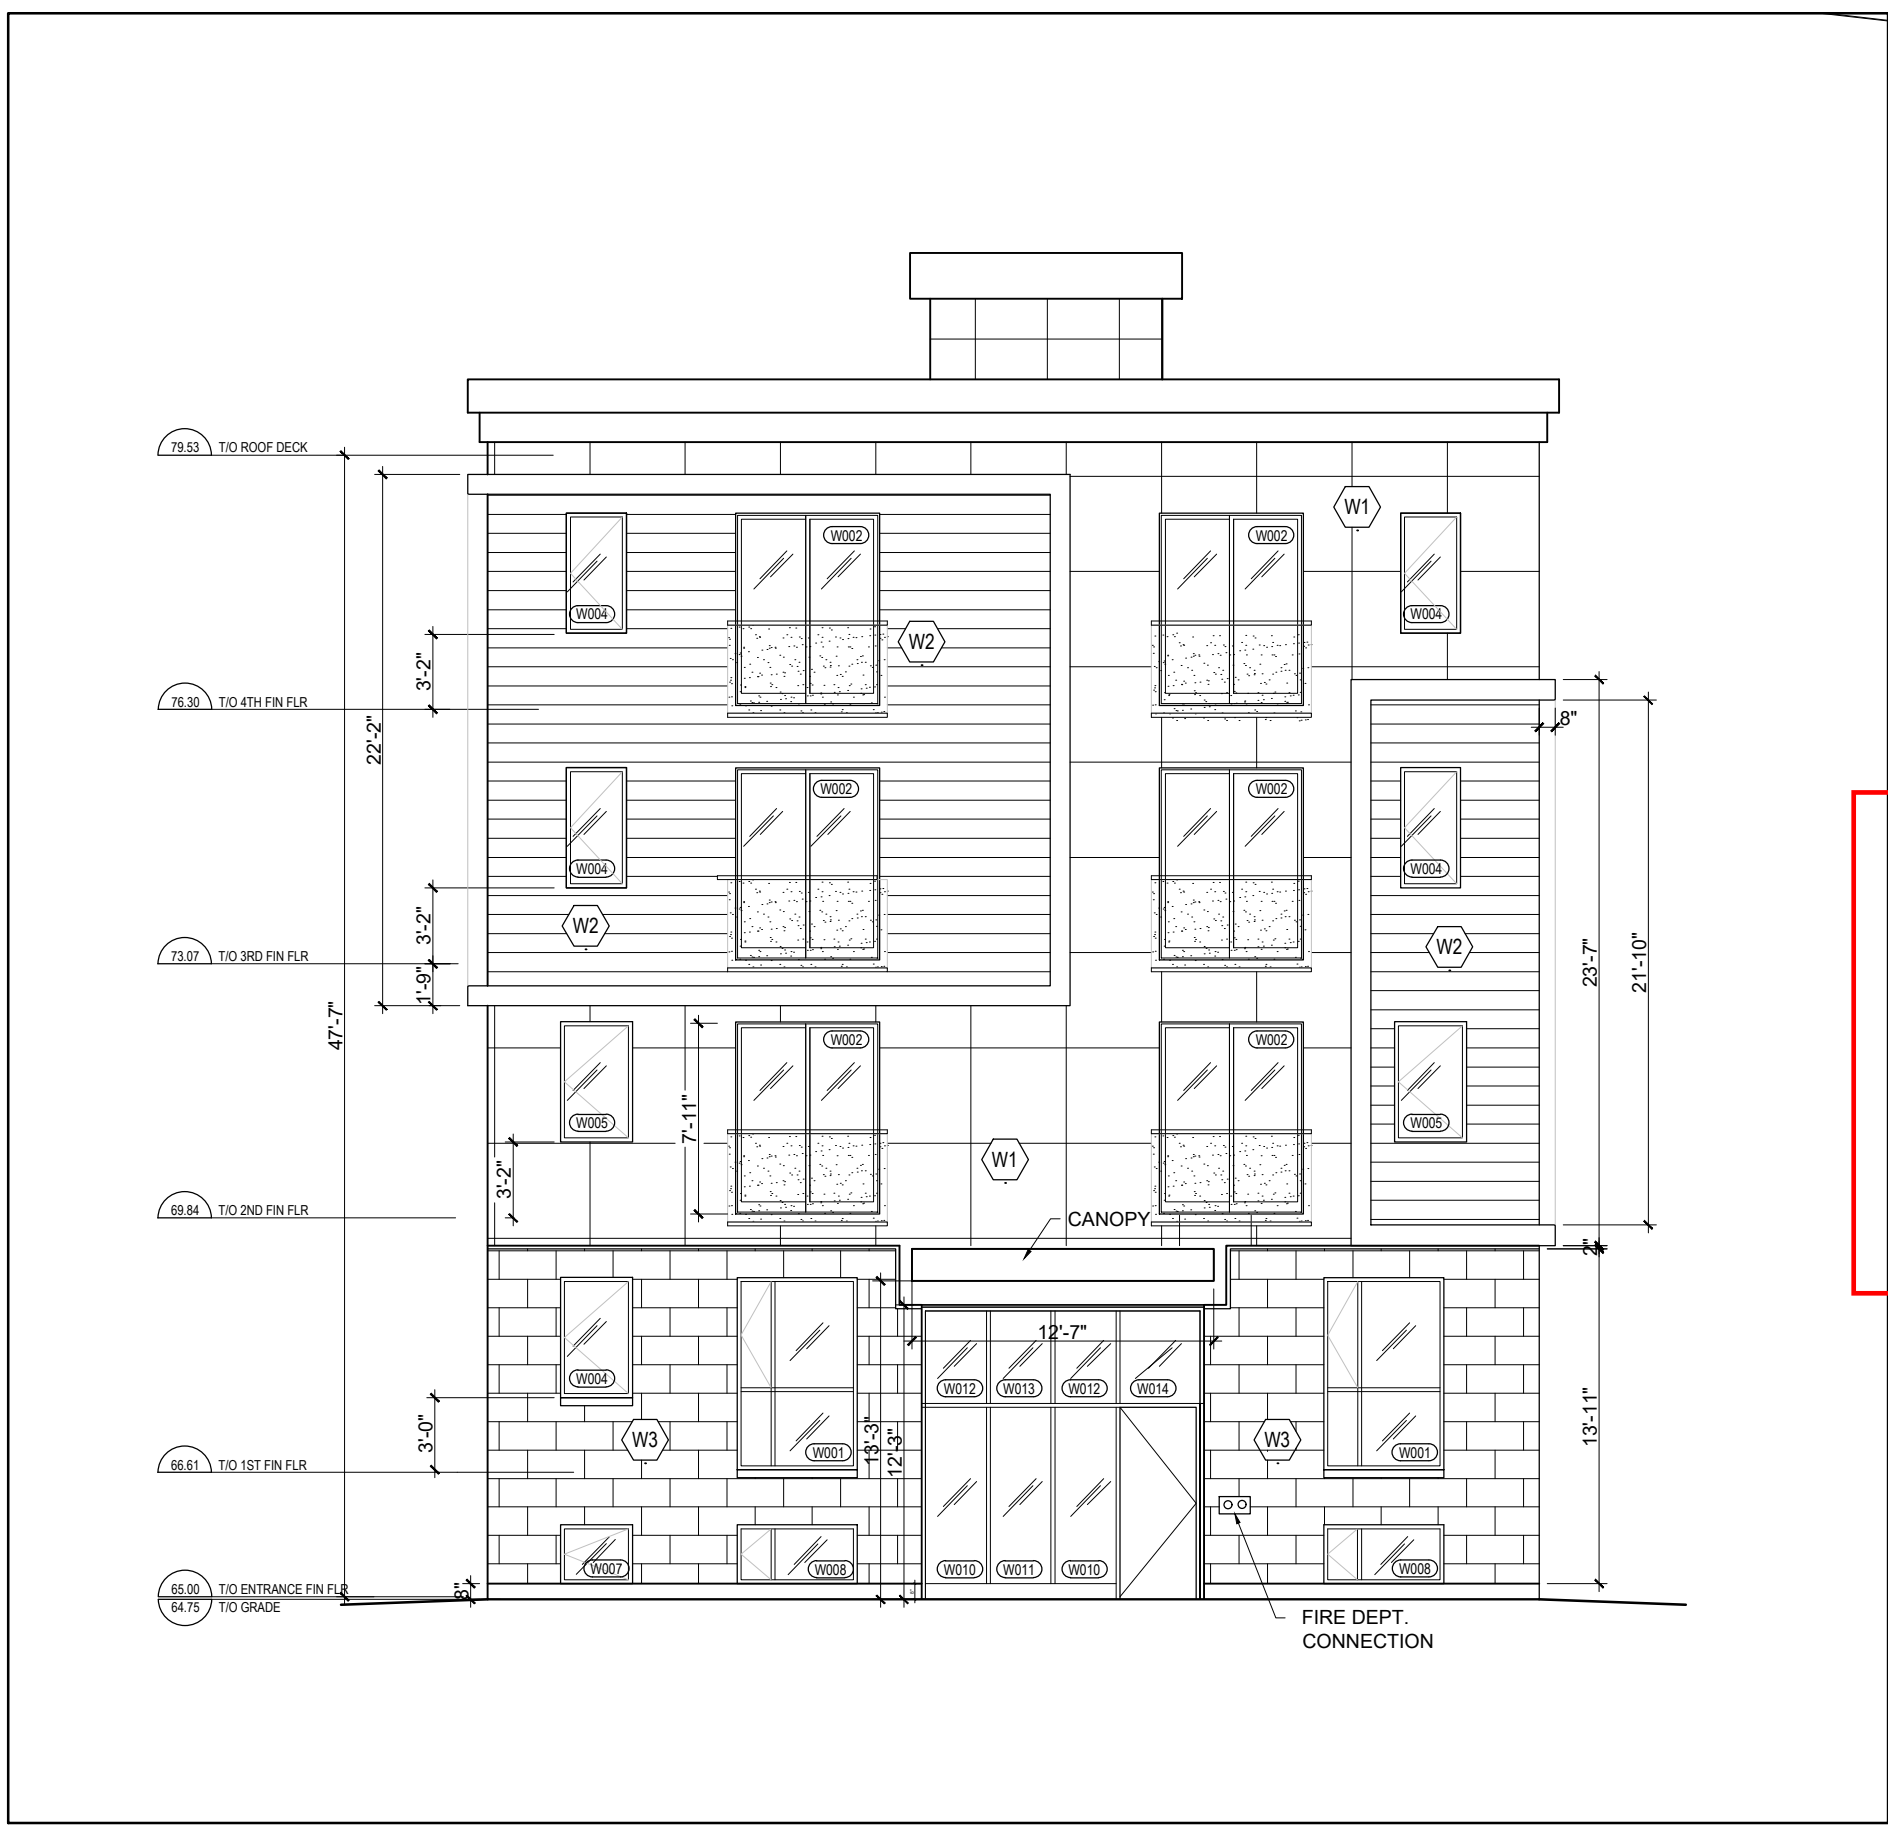 79.53 T/O ROOF DECK
W1
W002
W002
W004
W004
W2
3'-2"
76.30 T/O 4TH FIN FLR
8"
22'-2"
W002
W002
W004
W004
W2
W2
3'-2"
73.07 T/O 3RD FIN FLR
1'-9"
23'-7"
21'-10"
47'-7"
W002
W002
7'-11"
W005
W005
W1
3'-2"
69.84 T/O 2ND FIN FLR
CANOPY
2"
12'-7"
W004
W012
W013
W012
W014
3'-0"
W3
W001
13'-3"
12'-3"
W3
W001
13'-11"
66.61 T/O 1ST FIN FLR
W007
W008
W010
W011
W010
W008
65.00 T/O ENTRANCE FIN FLR
8"
64.75 T/O GRADE
FIRE DEPT.
CONNECTION